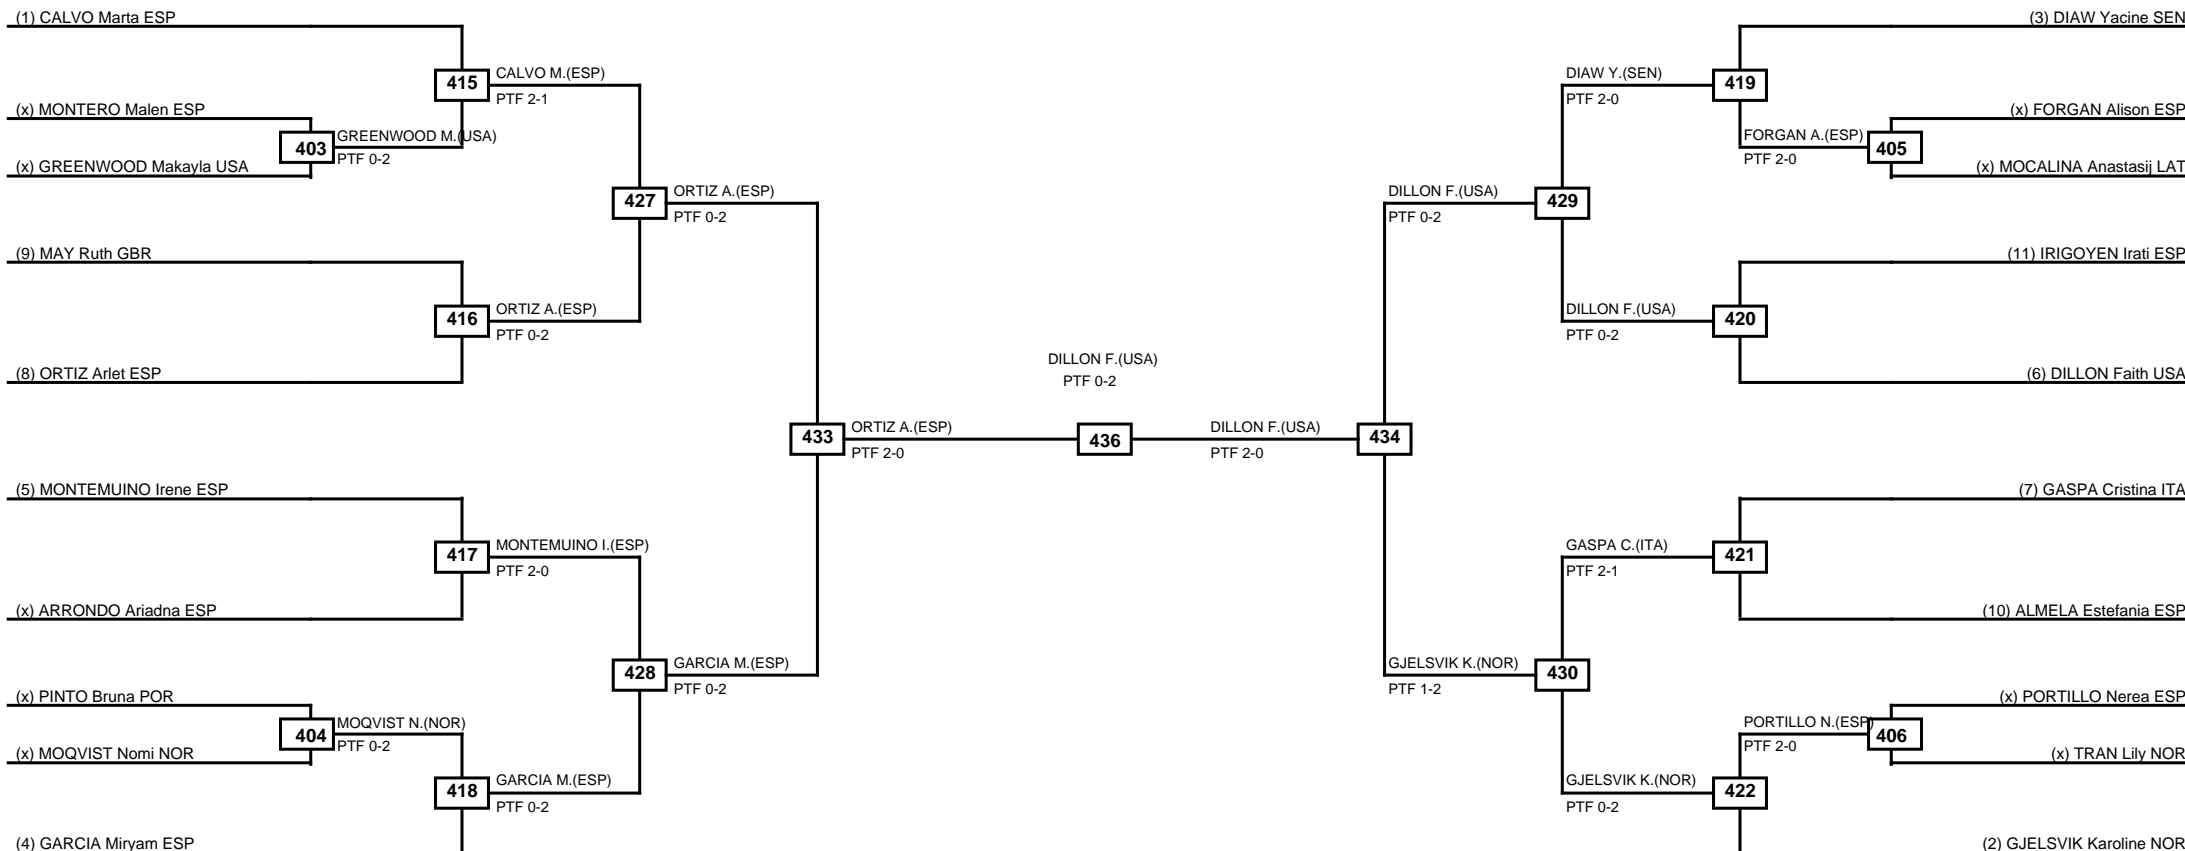 (1) CALVO Marta ESP
(3) DIAW Yacine SEN
415
CALVO M.(ESP)
PTF 2-1
DIAW Y.(SEN)
PTF 2-0
419
(x) MONTERO Malen ESP
(x) FORGAN Alison ESP
403
GREENWOOD M.(USA)
PTF 0-2
FORGAN A.(ESP)
PTF 2-0
405
(x) GREENWOOD Makayla USA
(x) MOCALINA Anastasij LAT
427
ORTIZ A.(ESP)
PTF 0-2
DILLON F.(USA)
PTF 0-2
429
(9) MAY Ruth GBR
(11) IRIGOYEN Irati ESP
416
ORTIZ A.(ESP)
PTF 0-2
DILLON F.(USA)
PTF 0-2
420
(8) ORTIZ Arlet ESP
(6) DILLON Faith USA
DILLON F.(USA)
PTF 0-2
433
ORTIZ A.(ESP)
PTF 2-0
436
DILLON F.(USA)
PTF 2-0
434
(5) MONTEMUINO Irene ESP
(7) GASPA Cristina ITA
417
MONTEMUINO I.(ESP)
PTF 2-0
GASPA C.(ITA)
PTF 2-1
421
(x) ARRONDO Ariadna ESP
(10) ALMELA Estefania ESP
428
GARCIA M.(ESP)
PTF 0-2
GJELSVIK K.(NOR)
PTF 1-2
430
(x) PINTO Bruna POR
(x) PORTILLO Nerea ESP
404
MOQVIST N.(NOR)
PTF 0-2
PORTILLO N.(ESP)
PTF 2-0
406
(x) MOQVIST Nomi NOR
(x) TRAN Lily NOR
418
GARCIA M.(ESP)
PTF 0-2
GJELSVIK K.(NOR)
PTF 0-2
422
(4) GARCIA Miryam ESP
(2) GJELSVIK Karoline NOR